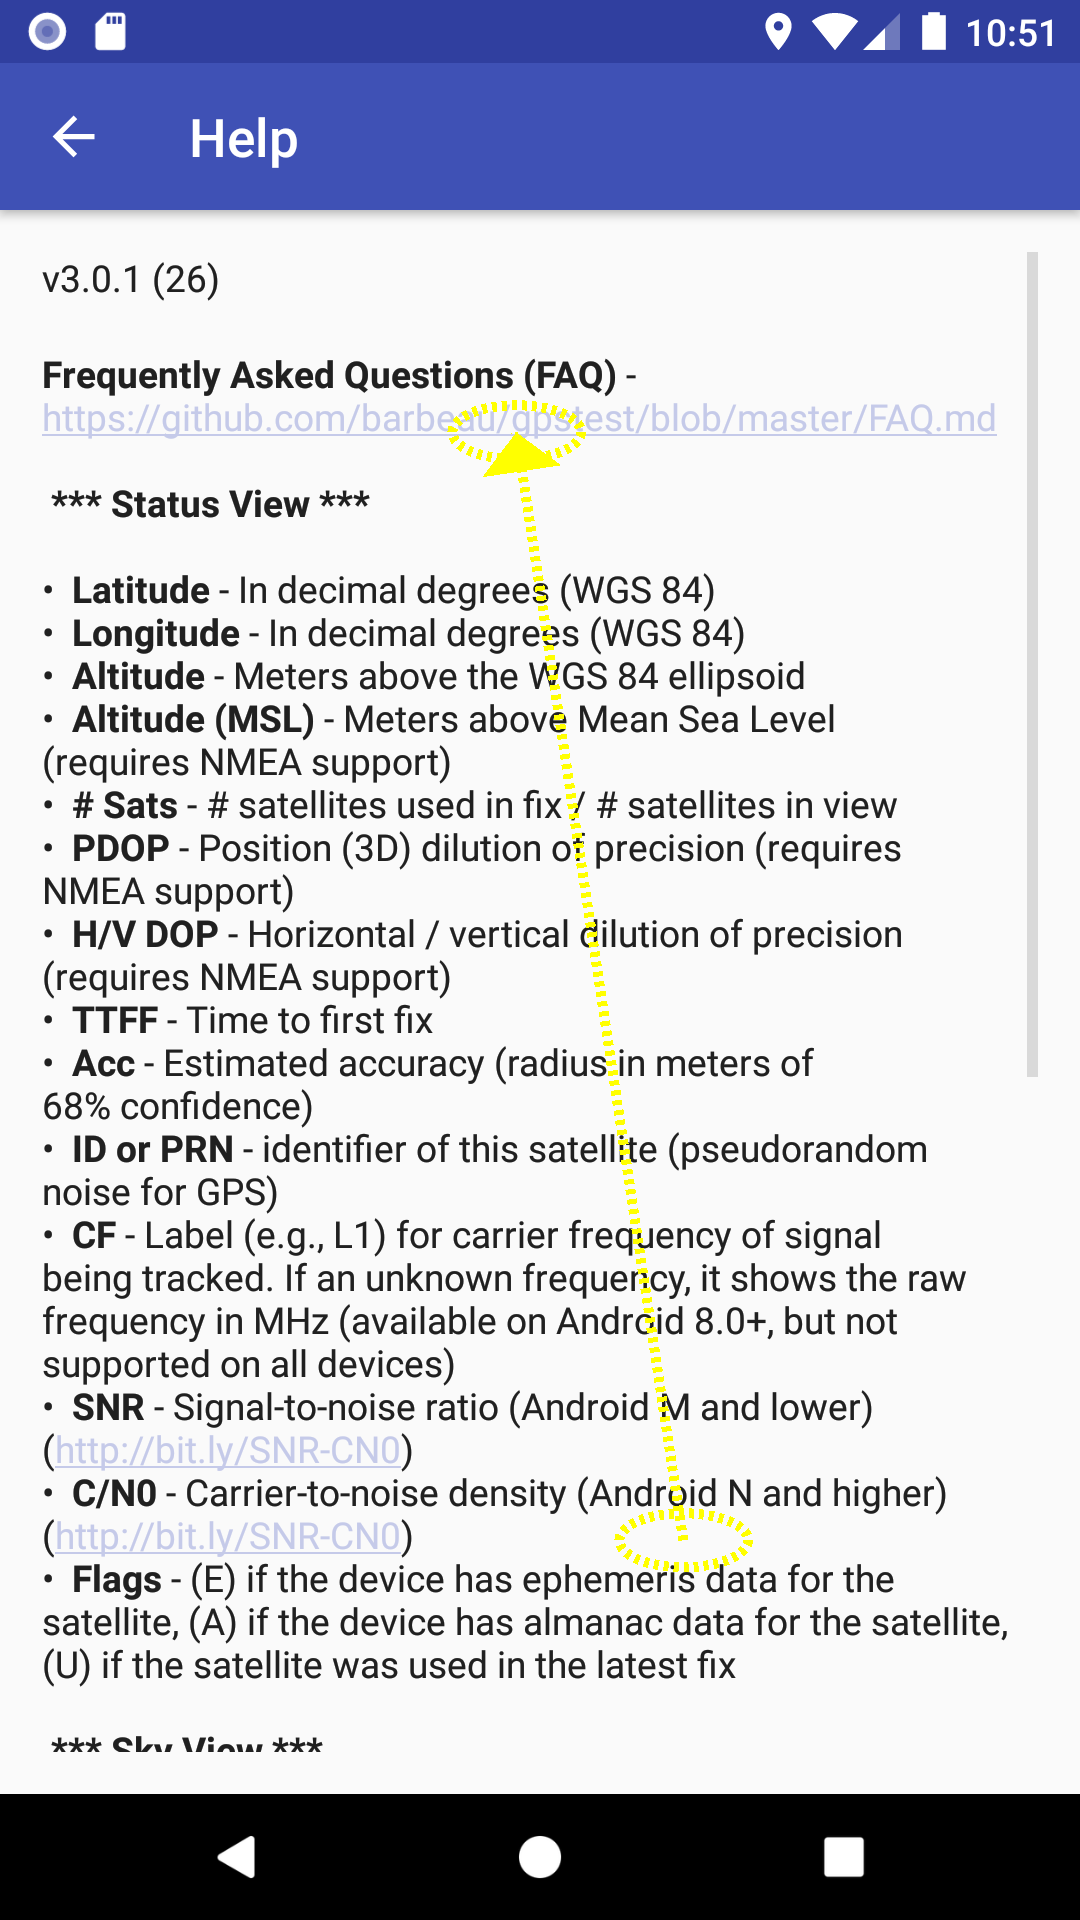 10:51
Help
v3.0.1 (26)
Frequently Asked Questions (FAQ) -
https://github.com/barbeau/gpstest/blob/master/FAQ.md
*** Status View ***
• Latitude - In decimal degrees (WGS 84)
• Longitude - In decimal degrees (WGS 84)
• Altitude - Meters above the WGS 84 ellipsoid
• Altitude (MSL) - Meters above Mean Sea Level
(requires NMEA support)
• # Sats - # satellites used in fix / # satellites in view
• PDOP - Position (3D) dilution of precision (requires
NMEA support)
• H/V DOP - Horizontal / vertical dilution of precision
(requires NMEA support)
• TTFF - Time to first fix
• Acc - Estimated accuracy (radius in meters of
68% confidence)
• ID or PRN - identifier of this satellite (pseudorandom
noise for GPS)
• CF - Label (e.g., L1) for carrier frequency of signal
being tracked. If an unknown frequency, it shows the raw
frequency in MHz (available on Android 8.0+, but not
supported on all devices)
• SNR - Signal-to-noise ratio (Android M and lower)
(http://bit.ly/SNR-CN0)
• C/N0 - Carrier-to-noise density (Android N and higher)
(http://bit.ly/SNR-CN0)
• Flags - (E) if the device has ephemeris data for the
satellite, (A) if the device has almanac data for the satellite,
(U) if the satellite was used in the latest fix
*** Sky View ***